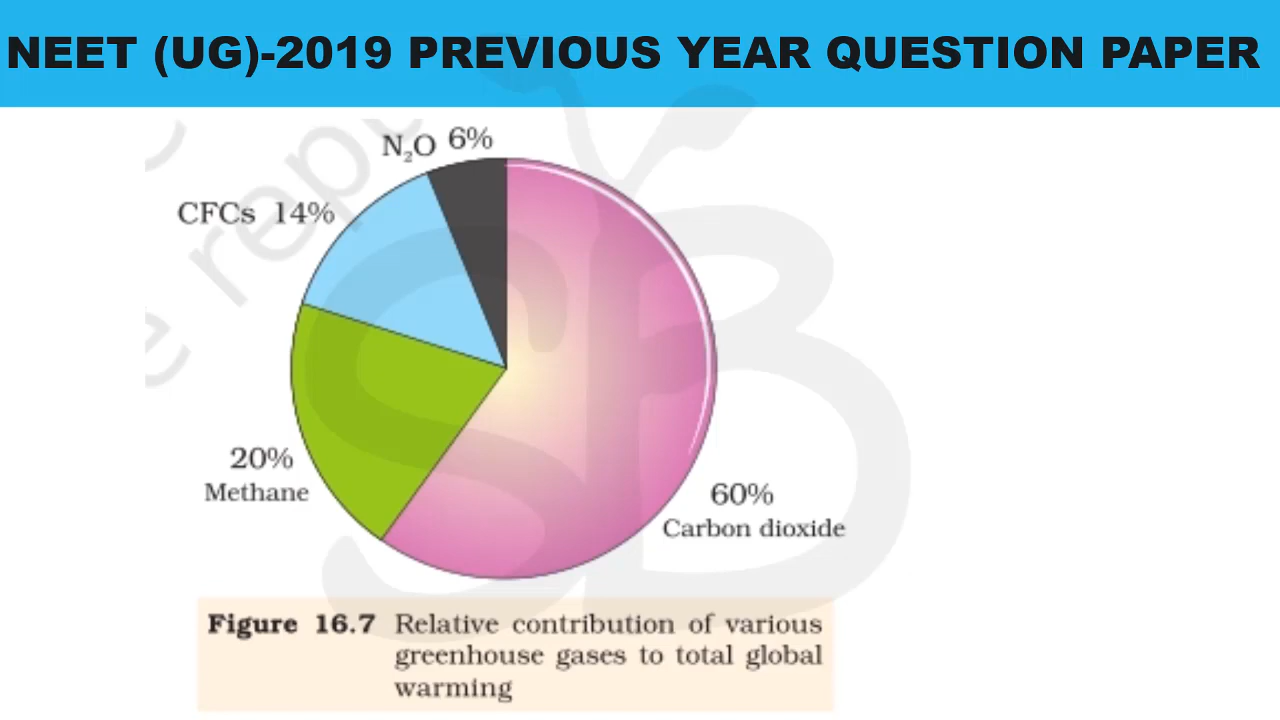 NEET (UG)-2019 PREVIOUS YEAR QUESTION PAPER
N₂O 6%
CFCs 14%
20%
Methane
60%
Carbon dioxide
Figure 16.7 Relative contribution of various
greenhouse gases to total global
warming
SB